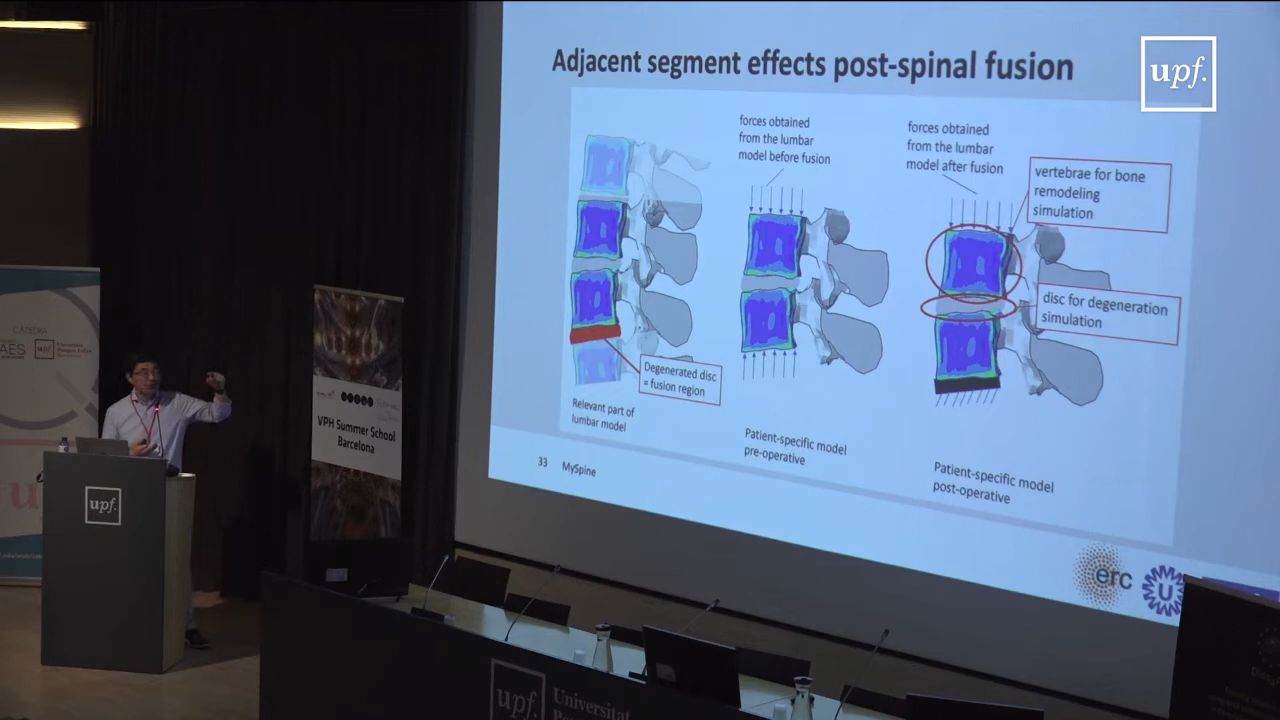 Adjacent segment effects post-spinal fusion
upf.
forces obtained
from the lumbar
model before fusion
forces obtained
from the lumbar
model after fusion
vertebrae for bone
remodeling
simulation
disc for degeneration
simulation
Degenerated disc
= fusion region
Relevant part of
lumbar model
Patient-specific model
pre-operative
Patient-specific model
post-operative
33 MySpine
erc
U
CÀTEDRA
upf.
VPH Summer School
Barcelona
upf.
upf.
Universitat